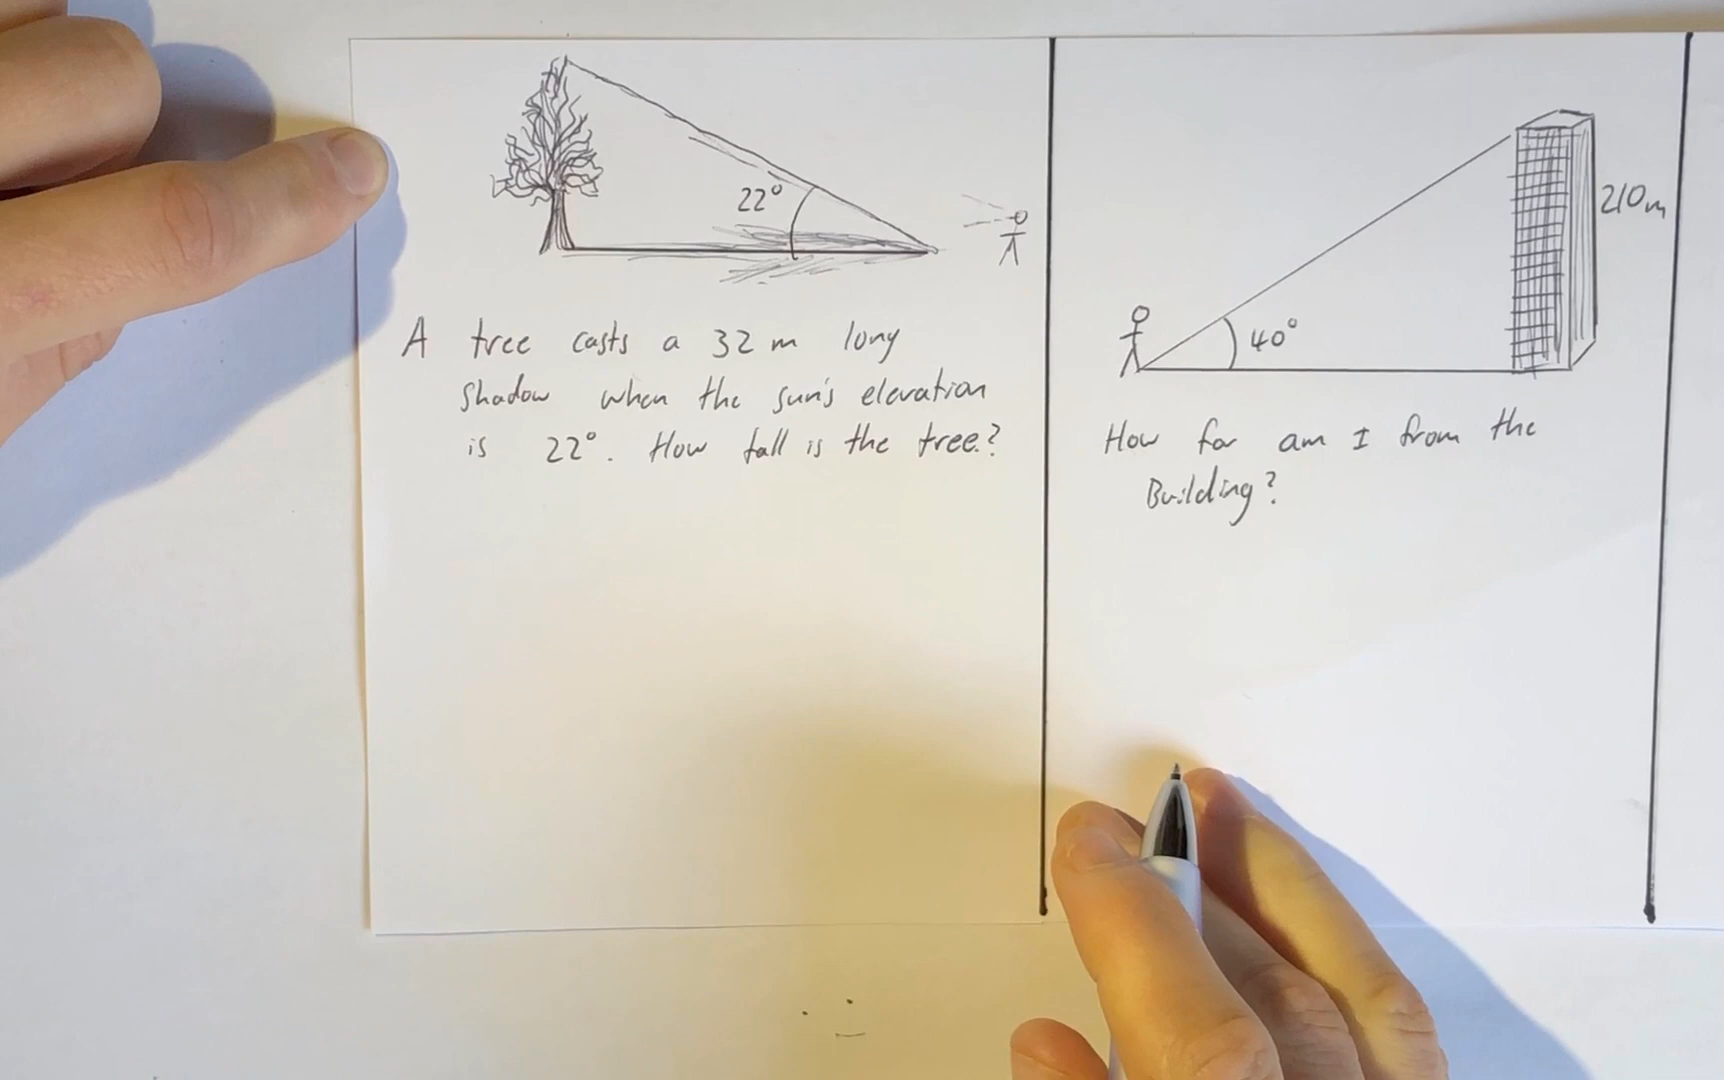 22°
A tree casts a 32 m long
shadow when the sun's elevation
is 22°. How tall is the tree?
210m
40°
How far am I from the
Building?